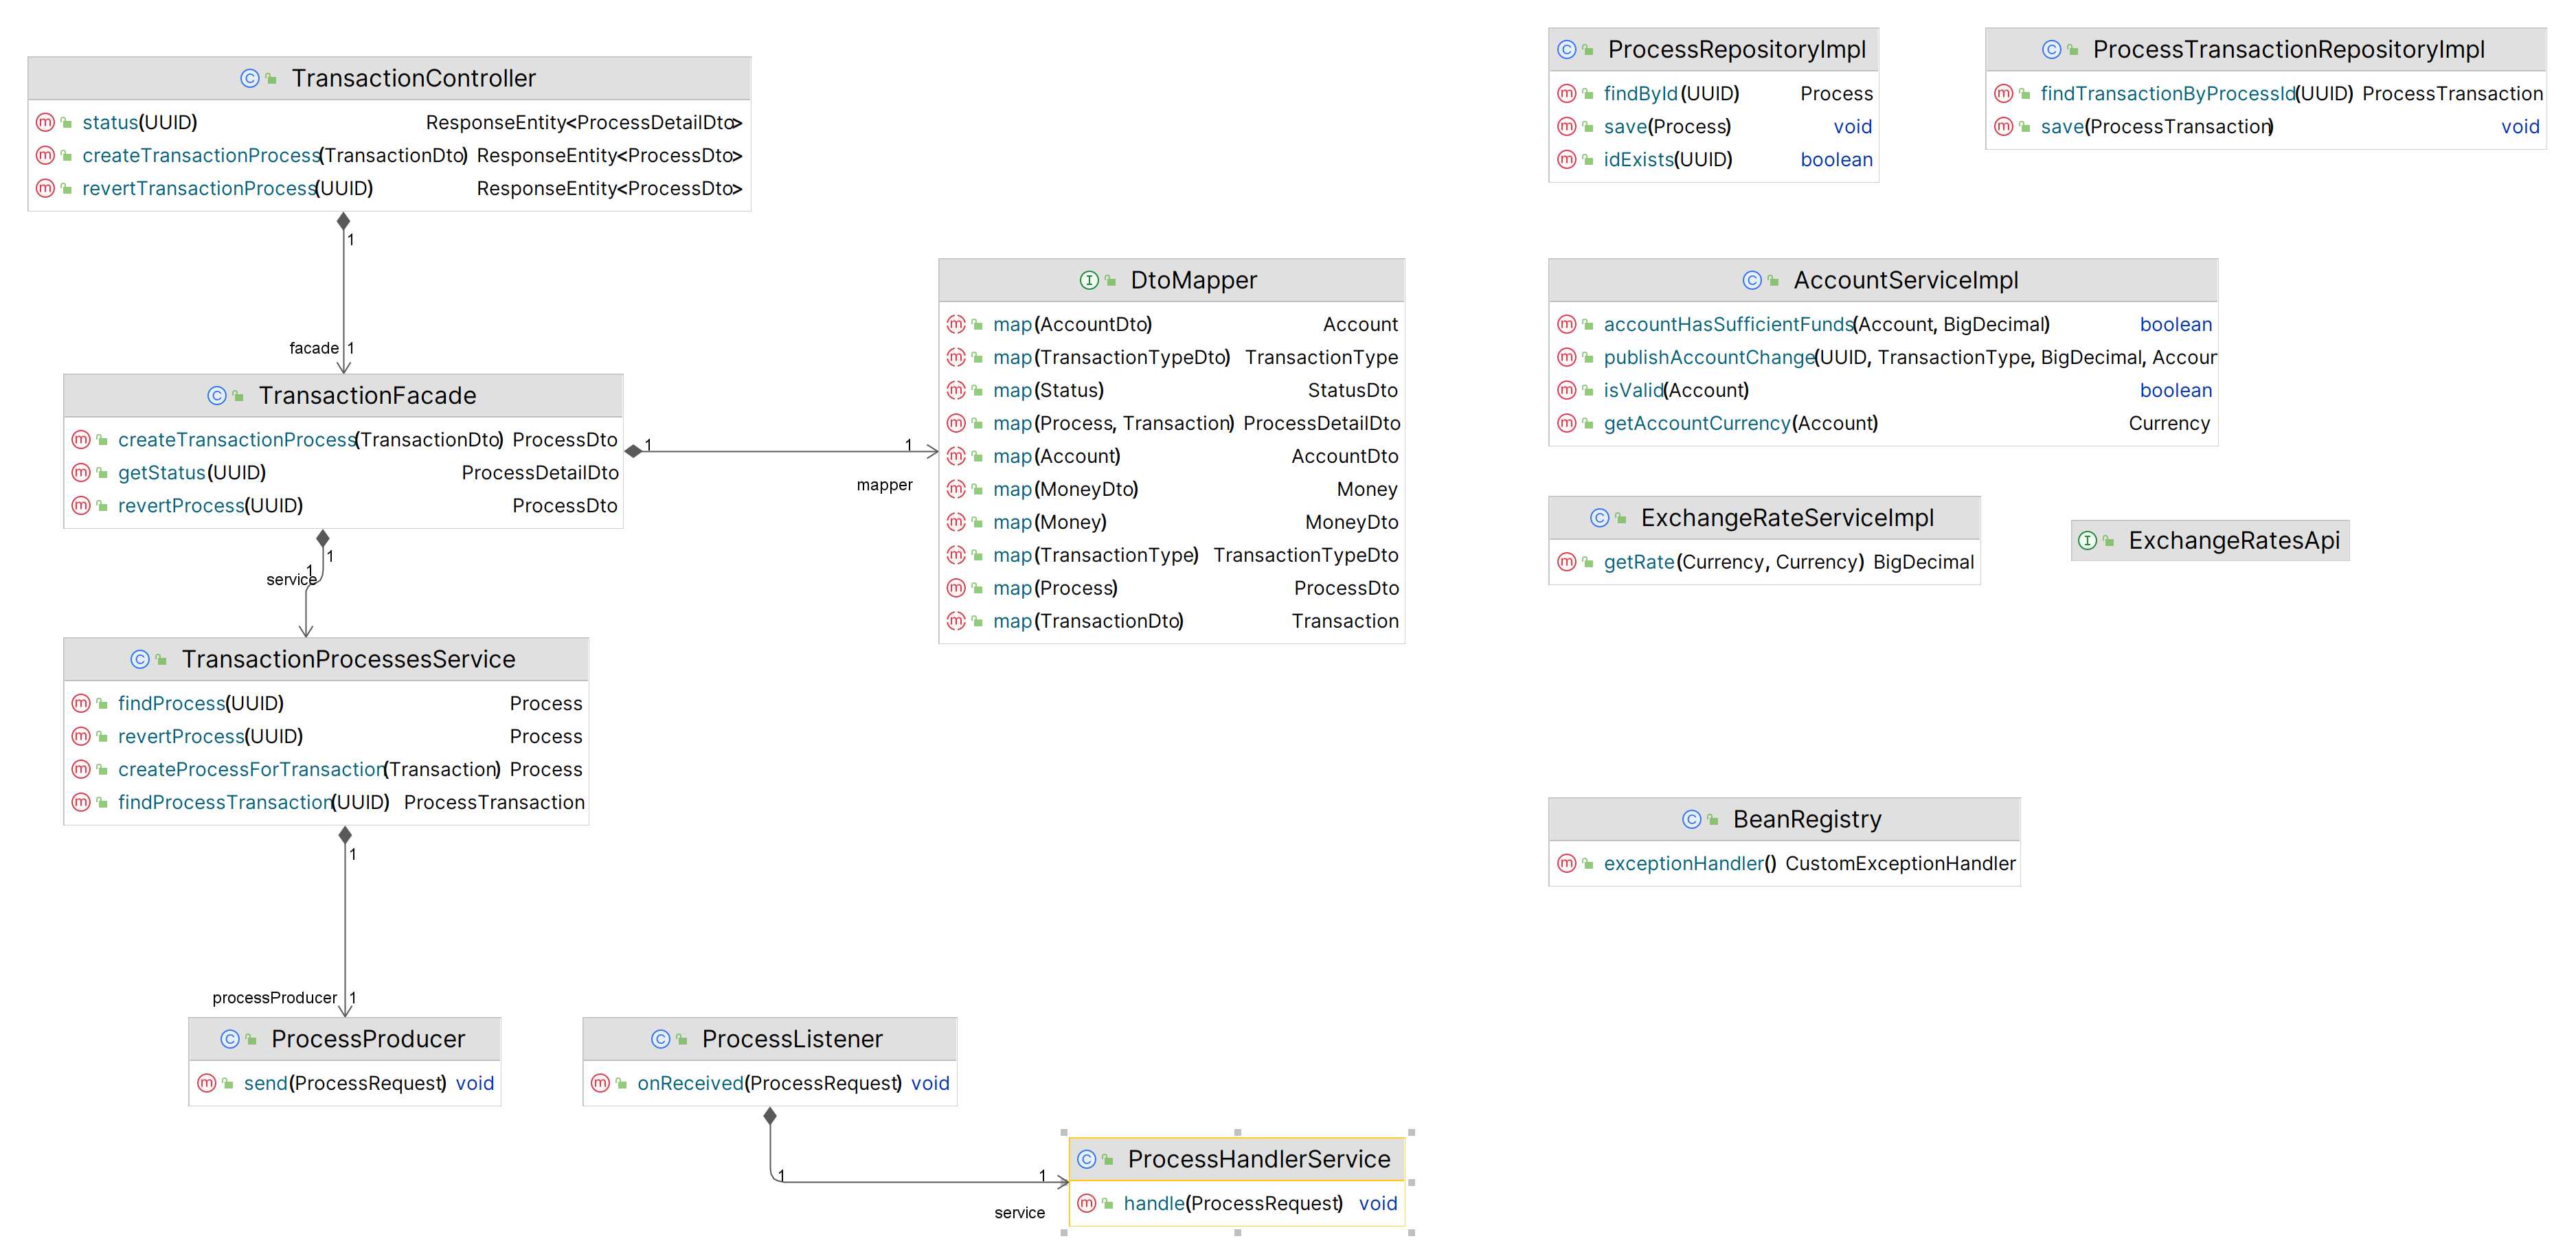 TransactionController
status(UUID) ResponseEntity<ProcessDetailDto>
createTransactionProcess(TransactionDto) ResponseEntity<ProcessDto>
revertTransactionProcess(UUID) ResponseEntity<ProcessDto>
1
facade 1
TransactionFacade
createTransactionProcess(TransactionDto) ProcessDto
getStatus(UUID) ProcessDetailDto
revertProcess(UUID) ProcessDto
1 1
mapper
1
1
service
DtoMapper
map(AccountDto) Account
map(TransactionTypeDto) TransactionType
map(Status) StatusDto
map(Process, Transaction) ProcessDetailDto
map(Account) AccountDto
map(MoneyDto) Money
map(Money) MoneyDto
map(TransactionType) TransactionTypeDto
map(Process) ProcessDto
map(TransactionDto) Transaction
TransactionProcessesService
findProcess(UUID) Process
revertProcess(UUID) Process
createProcessForTransaction(Transaction) Process
findProcessTransaction(UUID) ProcessTransaction
1
processProducer 1
ProcessProducer
send(ProcessRequest) void
ProcessListener
onReceived(ProcessRequest) void
1 1
service
ProcessHandlerService
handle(ProcessRequest) void
ProcessRepositoryImpl
findById(UUID) Process
save(Process) void
idExists(UUID) boolean
ProcessTransactionRepositoryImpl
findTransactionByProcessId(UUID) ProcessTransaction
save(ProcessTransaction) void
AccountServiceImpl
accountHasSufficientFunds(Account, BigDecimal) boolean
publishAccountChange(UUID, TransactionType, BigDecimal, Accour
isValid(Account) boolean
getAccountCurrency(Account) Currency
ExchangeRateServiceImpl
getRate(Currency, Currency) BigDecimal
ExchangeRatesApi
BeanRegistry
exceptionHandler() CustomExceptionHandler